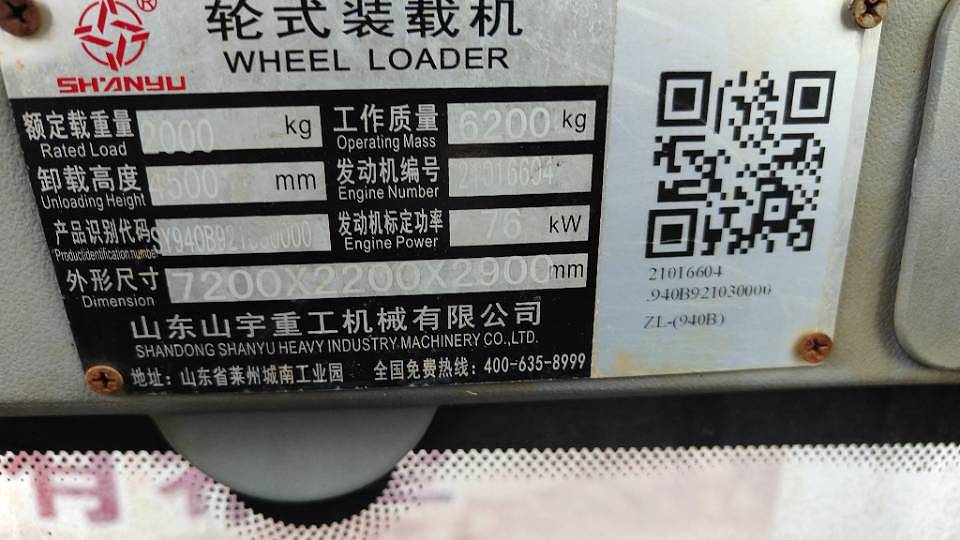 ®
SHANYU
轮式装载机
WHEEL LOADER
额定载重量 2000 kg 工作质量 6200 kg
Rated Load Operating Mass
卸载高度 mm 发动机编号 21016604
Unloading Height Engine Number
产品识别代码 发动机标定功率 76 kW
Productidentification number Engine Power
外形尺寸 7200X2200X2900mm
Dimension
山东山宇重工机械有限公司
SHANDONG SHANYU HEAVY INDUSTRY MACHINERY CO.,LTD.
地址：山东省莱州城南工业园 全国免费热线：400-635-8999
21016604
.940B921030006
ZL-(940B)